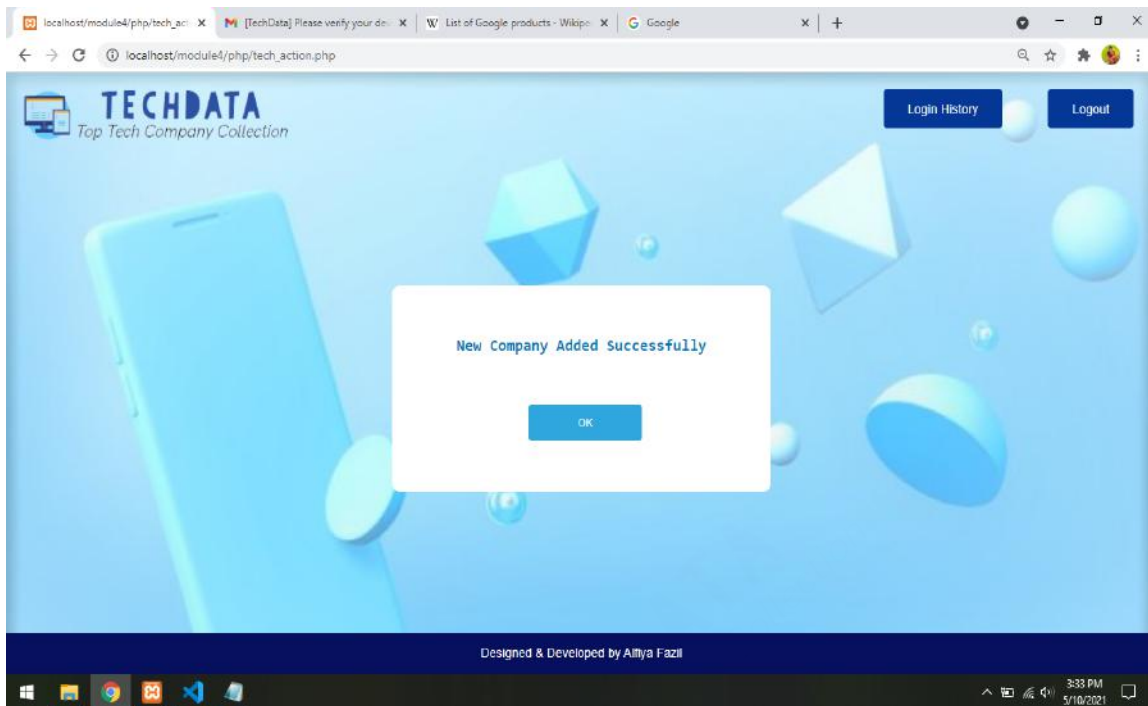 localhost/module4/php/tech_act
[TechData] Please verify your de
List of Google products - Wikipe
Google
localhost/module4/php/tech_action.php
TECHDATA
Top Tech Company Collection
Login History
Logout
New Company Added Successfully
OK
Designed & Developed by Alfiya Fazil
3:33 PM
5/10/2021